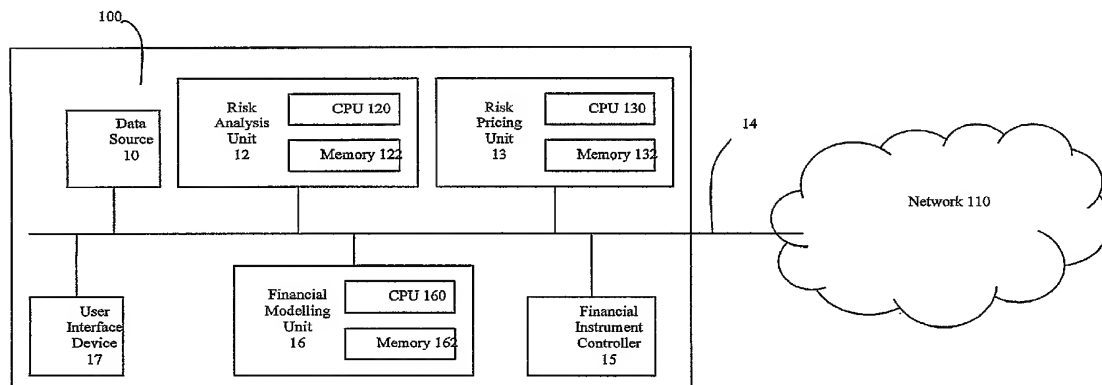 100
Data
Source
10
Risk
Analysis
Unit
12
CPU 120
Memory 122
Risk
Pricing
Unit
13
CPU 130
Memory 132
14
Network 110
User
Interface
Device
17
Financial
Modelling
Unit
16
CPU 160
Memory 162
Financial
Instrument
Controller
15